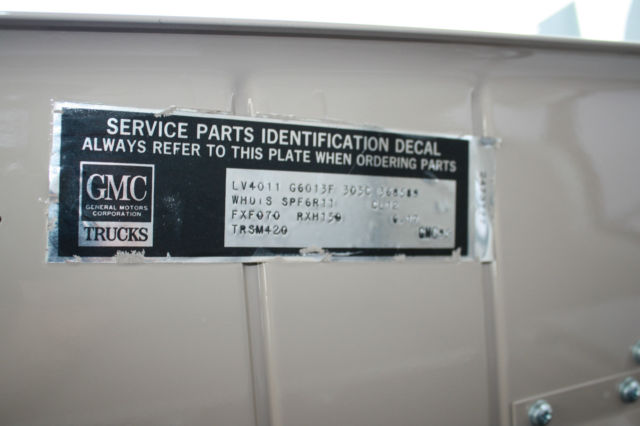 SERVICE PARTS IDENTIFICATION DECAL
ALWAYS REFER TO THIS PLATE WHEN ORDERING PARTS
GMC
GENERAL MOTORS
CORPORATION
TRUCKS
LV4011 G6013F 303C
SPF6R11
FXF070 RXH150
TRSM420